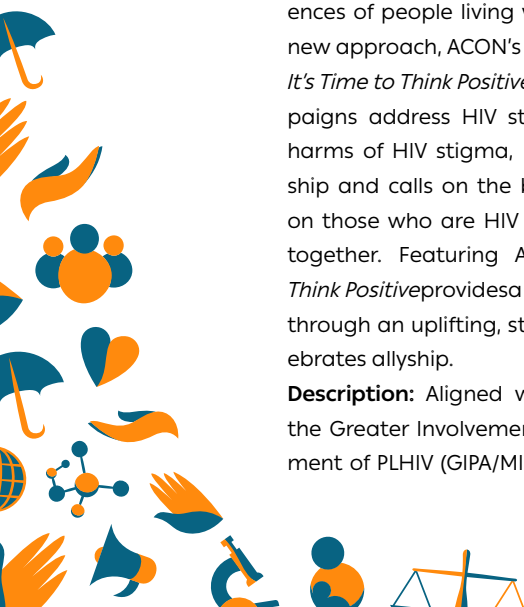 ences of people living
new approach, ACON's
It's Time to Think Positive
paigns address HIV
harms of HIV stigma,
ship and calls on the
on those who are HIV
together. Featuring
Think Positiveprovidesa
through an uplifting,
ebrates allyship.
Description: Aligned
the Greater Involvemen
ment of PLHIV (GIPA/MI